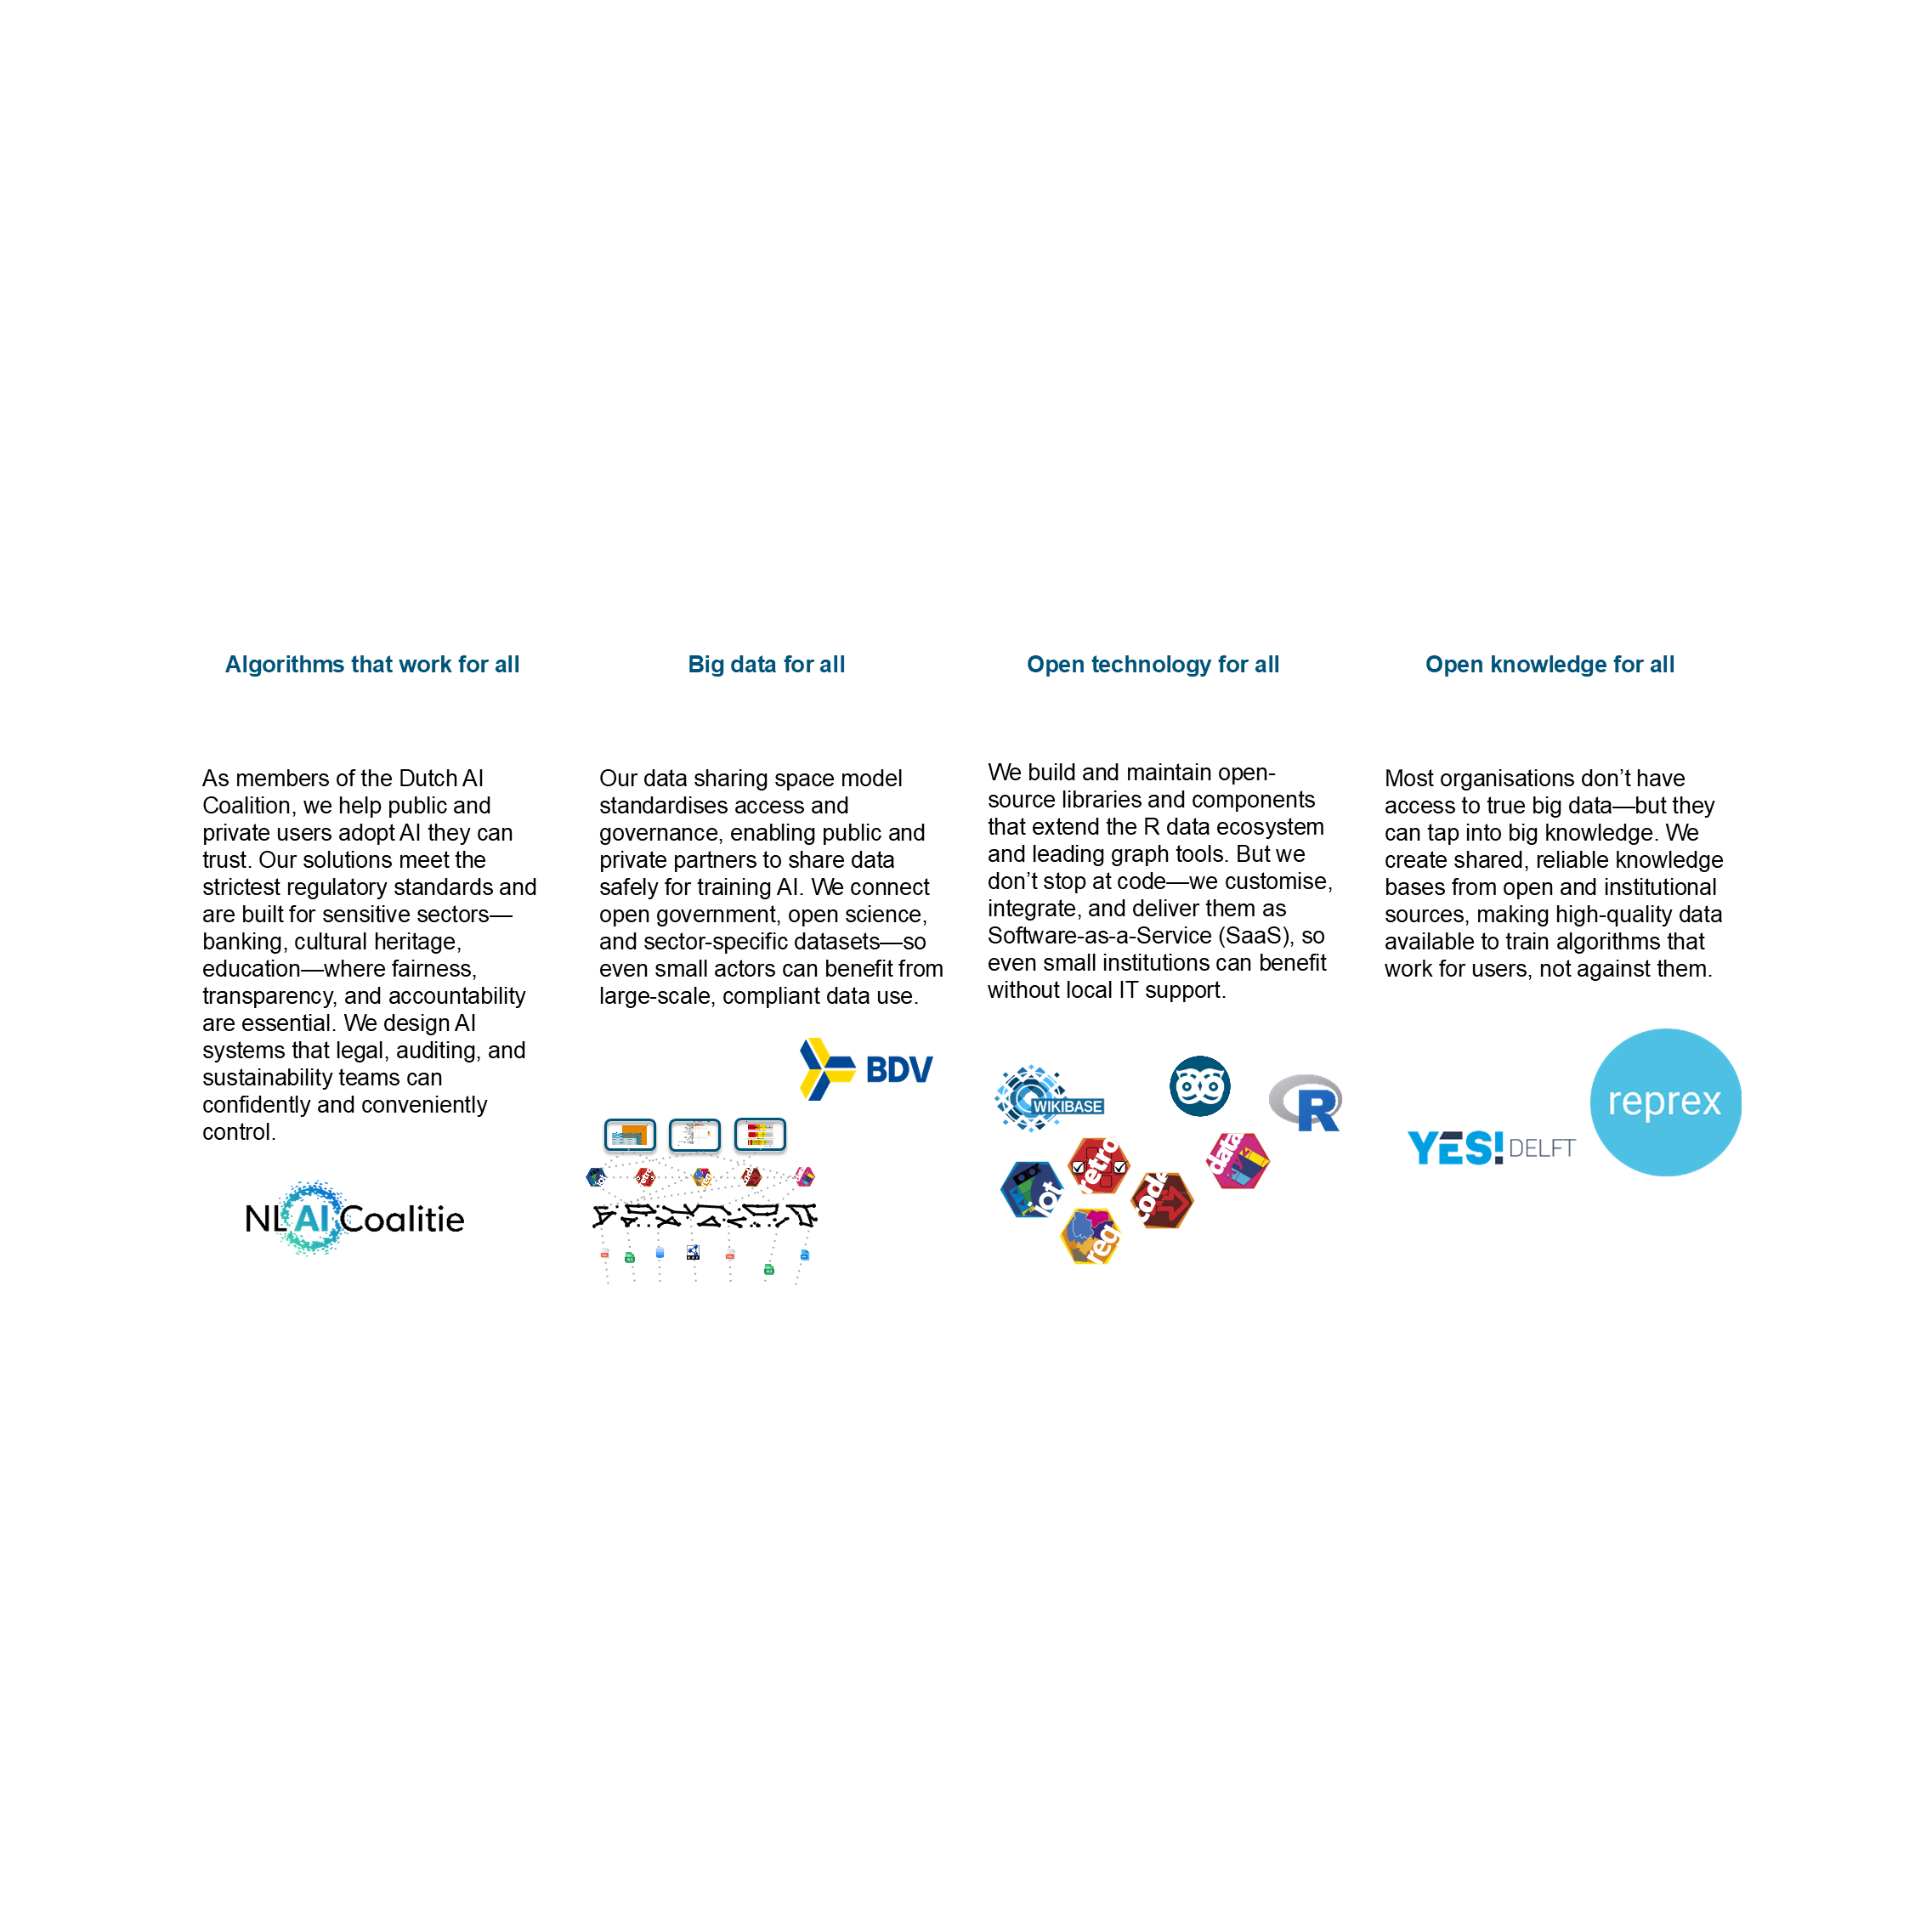 Algorithms that work for all
As members of the Dutch AI
Coalition, we help public and
private users adopt AI they can
trust. Our solutions meet the
strictest regulatory standards and
are built for sensitive sectors—
banking, cultural heritage,
education—where fairness,
transparency, and accountability
are essential. We design AI
systems that legal, auditing, and
sustainability teams can
confidently and conveniently
control.
NL AI Coalitie
Big data for all
Our data sharing space model
standardises access and
governance, enabling public and
private partners to share data
safely for training AI. We connect
open government, open science,
and sector-specific datasets—so
even small actors can benefit from
large-scale, compliant data use.
BDV
Open technology for all
We build and maintain open-
source libraries and components
that extend the R data ecosystem
and leading graph tools. But we
don’t stop at code—we customise,
integrate, and deliver them as
Software-as-a-Service (SaaS), so
even small institutions can benefit
without local IT support.
WIKIBASE
R
retro
data
iot
code
reg
Open knowledge for all
Most organisations don’t have
access to true big data—but they
can tap into big knowledge. We
create shared, reliable knowledge
bases from open and institutional
sources, making high-quality data
available to train algorithms that
work for users, not against them.
reprex
YES! DELFT